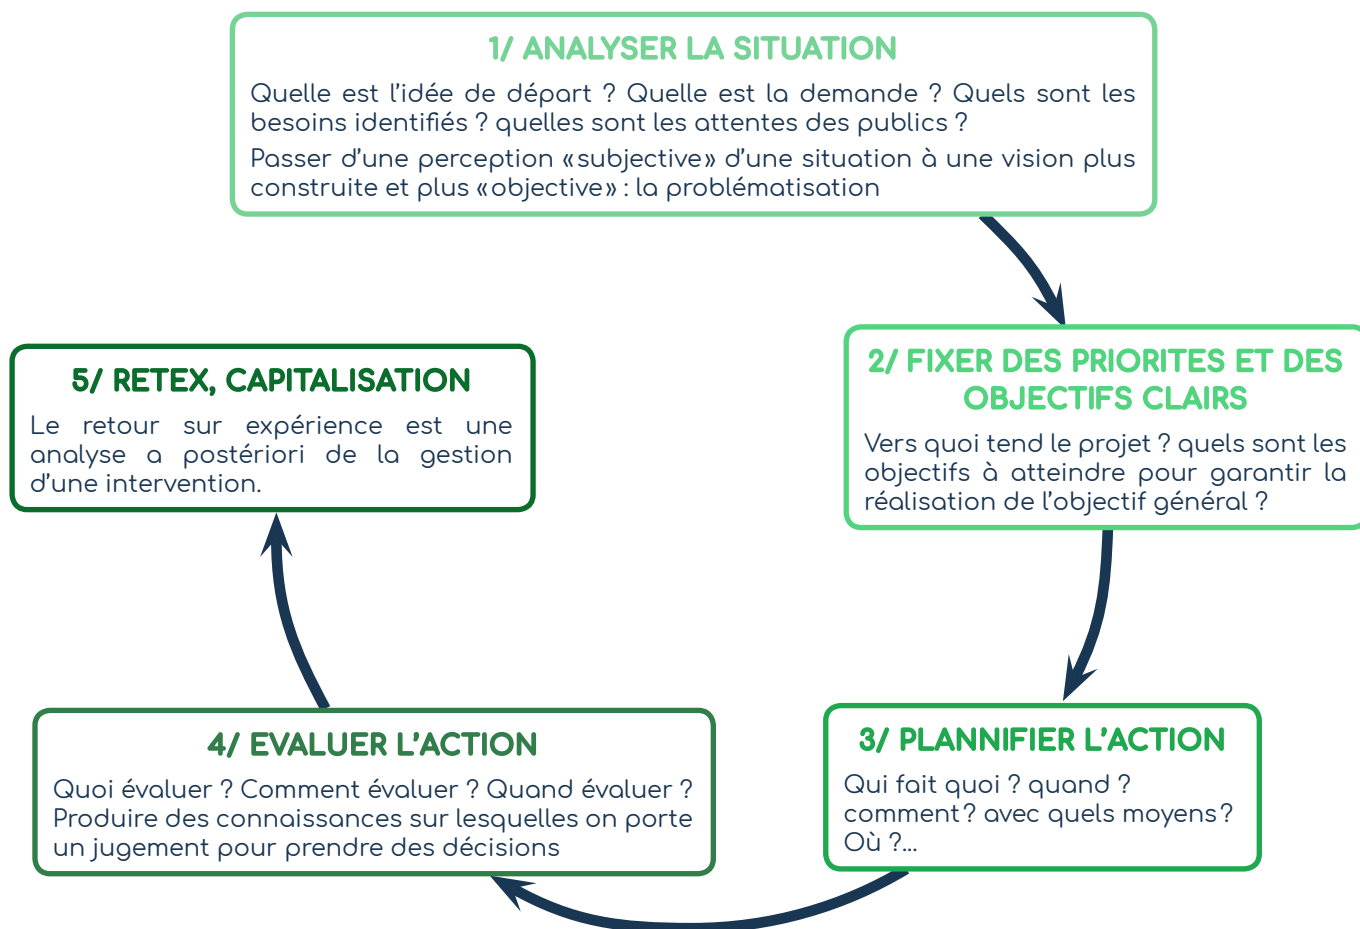 1/ ANALYSER LA SITUATION
Quelle est l’idée de départ ? Quelle est la demande ? Quels sont les
besoins identifiés ? quelles sont les attentes des publics ?
Passer d’une perception «subjective» d’une situation à une vision plus
construite et plus «objective» : la problématisation
2/ FIXER DES PRIORITES ET DES
OBJECTIFS CLAIRS
Vers quoi tend le projet ? quels sont les
objectifs à atteindre pour garantir la
réalisation de l’objectif général ?
3/ PLANNIFIER L’ACTION
Qui fait quoi ? quand ?
comment? avec quels moyens?
Où ?...
4/ EVALUER L’ACTION
Quoi évaluer ? Comment évaluer ? Quand évaluer ?
Produire des connaissances sur lesquelles on porte
un jugement pour prendre des décisions
5/ RETEX, CAPITALISATION
Le retour sur expérience est une
analyse a postériori de la gestion
d’une intervention.